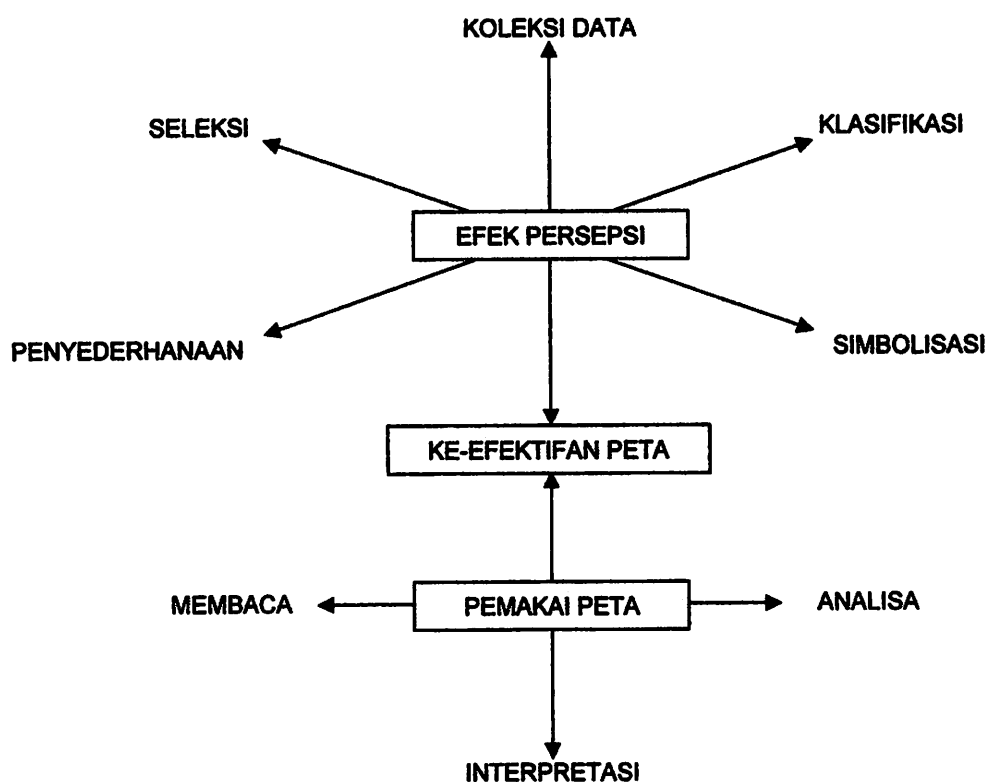 KOLEKSI DATA
SELEKSI
KLASIFIKASI
EFEK PERSEPSI
PENYEDERHANAAN
SIMBOLISASI
KE-EFEKTIFAN PETA
MEMBACA
PEMAKAI PETA
ANALISA
INTERPRETASI